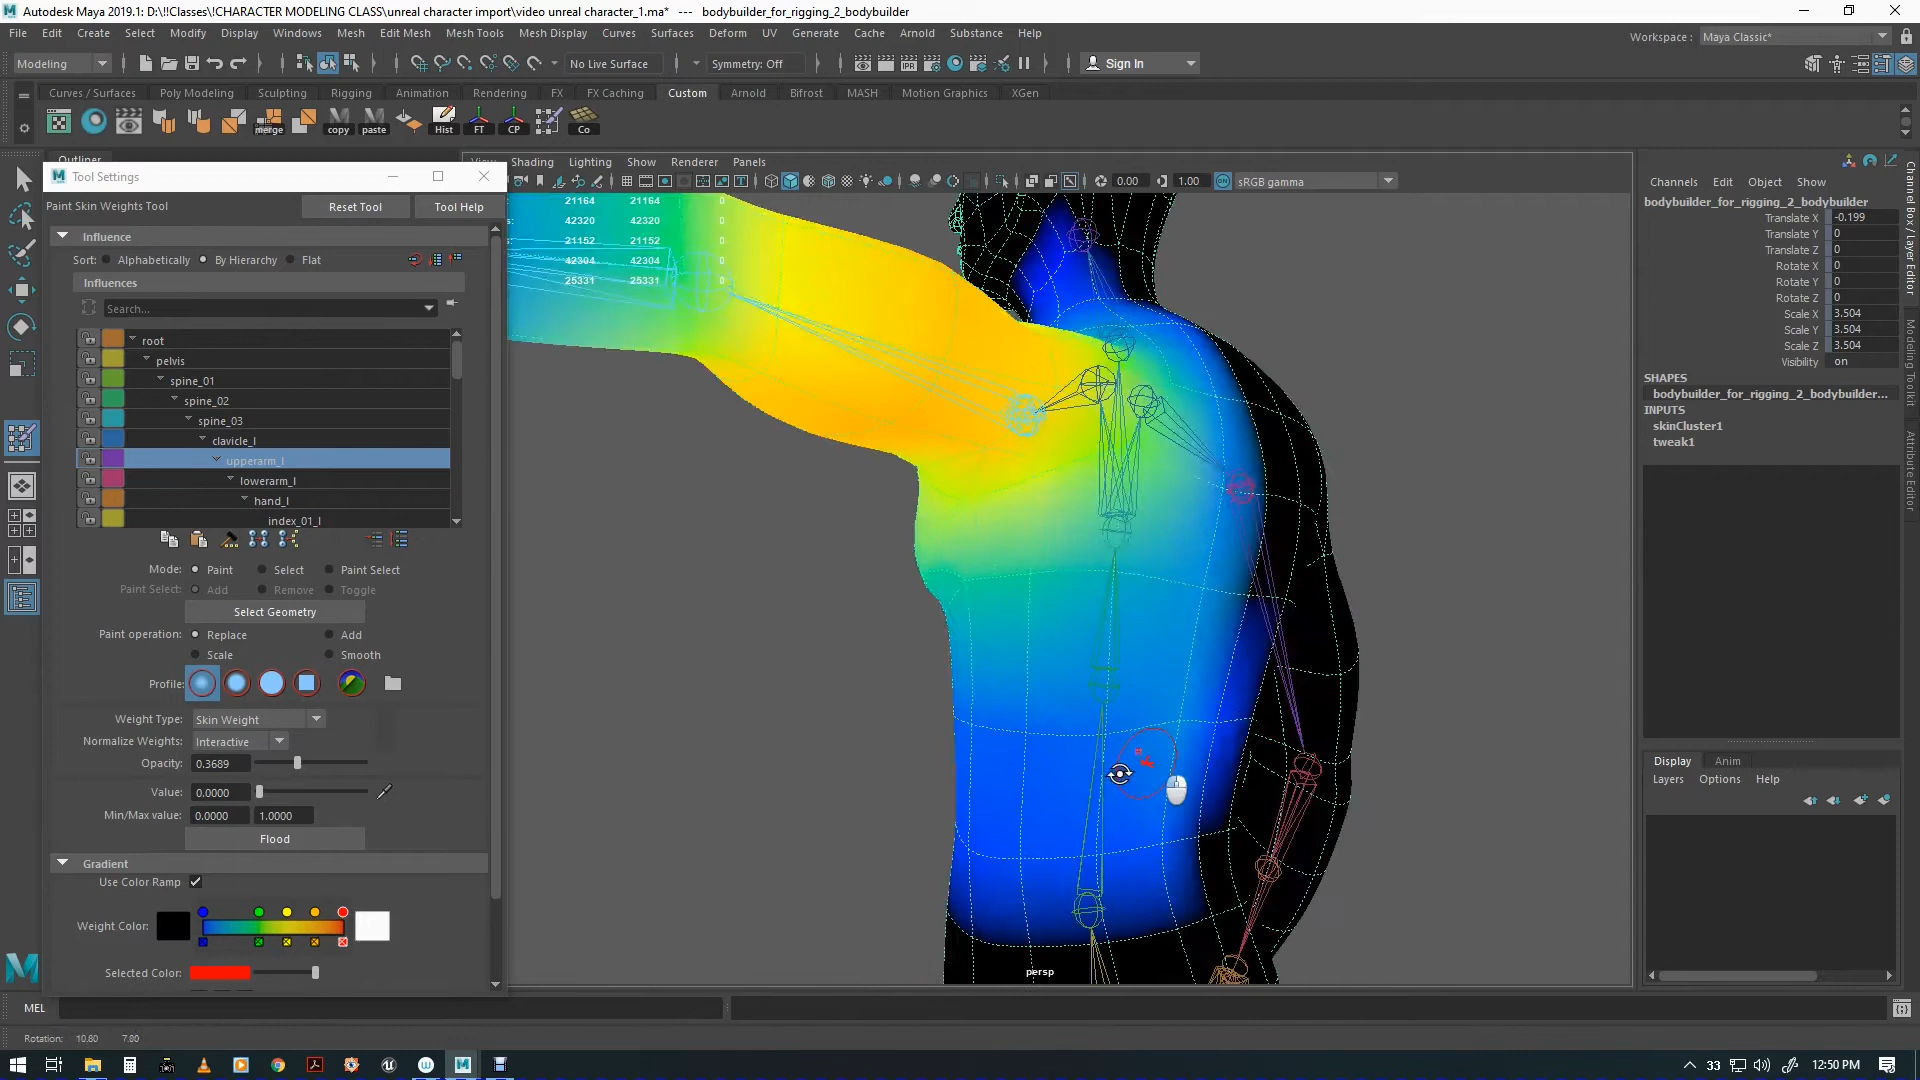 Autodesk Maya 2019.1: D:\!!Classes\!CHARACTER MODELING CLASS\unreal character import\video unreal character_1.ma*   ---   bodybuilder_for_rigging_2_bodybuilder
File Edit Create Select Modify Display Windows Mesh Edit Mesh Mesh Tools Mesh Display Curves Surfaces Deform UV Generate Cache Arnold Substance Help
Workspace : Maya Classic*
Modeling No Live Surface Symmetry: Off Sign In
Curves / Surfaces Poly Modeling Sculpting Rigging Animation Rendering FX FX Caching Custom Arnold Bifrost MASH Motion Graphics XGen
merge copy paste Hist FT CP Co
Outliner
View Shading Lighting Show Renderer Panels
0.00 1.00 sRGB gamma
Tool Settings
Paint Skin Weights Tool Reset Tool Tool Help
Influence
Sort: Alphabetically By Hierarchy Flat
Influences
Search...
root
pelvis
spine_01
spine_02
spine_03
clavicle_l
upperarm_l
lowerarm_l
hand_l
index_01_l
Mode: Paint Select Paint Select
Paint Select: Add Remove Toggle
Select Geometry
Paint operation: Replace Add
Scale Smooth
Profile:
Weight Type: Skin Weight
Normalize Weights: Interactive
Opacity: 0.3689
Value: 0.0000
Min/Max value: 0.0000 1.0000
Flood
Gradient
Use Color Ramp
Weight Color:
Selected Color:
21164 21164 0
42320 42320 0
21152 21152 0
42304 42304 0
25331 25331 0
persp
Channels Edit Object Show
bodybuilder_for_rigging_2_bodybuilder
Translate X -0.199
Translate Y 0
Translate Z 0
Rotate X 0
Rotate Y 0
Rotate Z 0
Scale X 3.504
Scale Y 3.504
Scale Z 3.504
Visibility on
SHAPES
bodybuilder_for_rigging_2_bodybuilder...
INPUTS
skinCluster1
tweak1
Display Anim
Layers Options Help
Channel Box / Layer Editor
Modeling Toolkit
Attribute Editor
MEL
Rotation: 10.80 7.80
33 12:50 PM